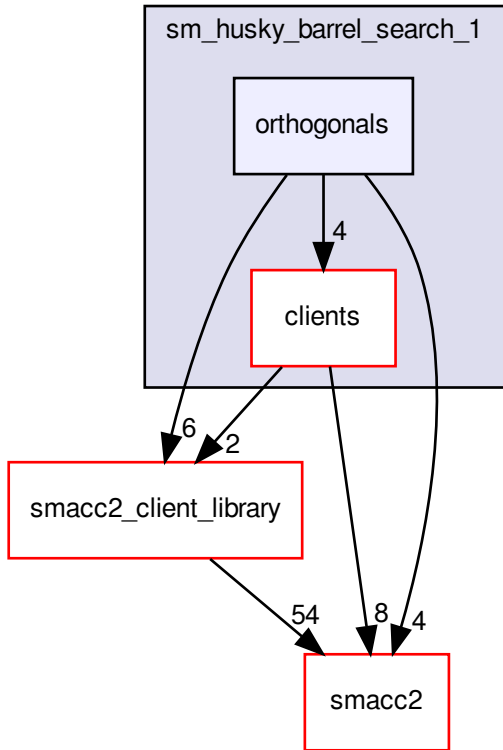 sm_husky_barrel_search_1
orthogonals
4
clients
6
2
smacc2_client_library
54
8
4
smacc2